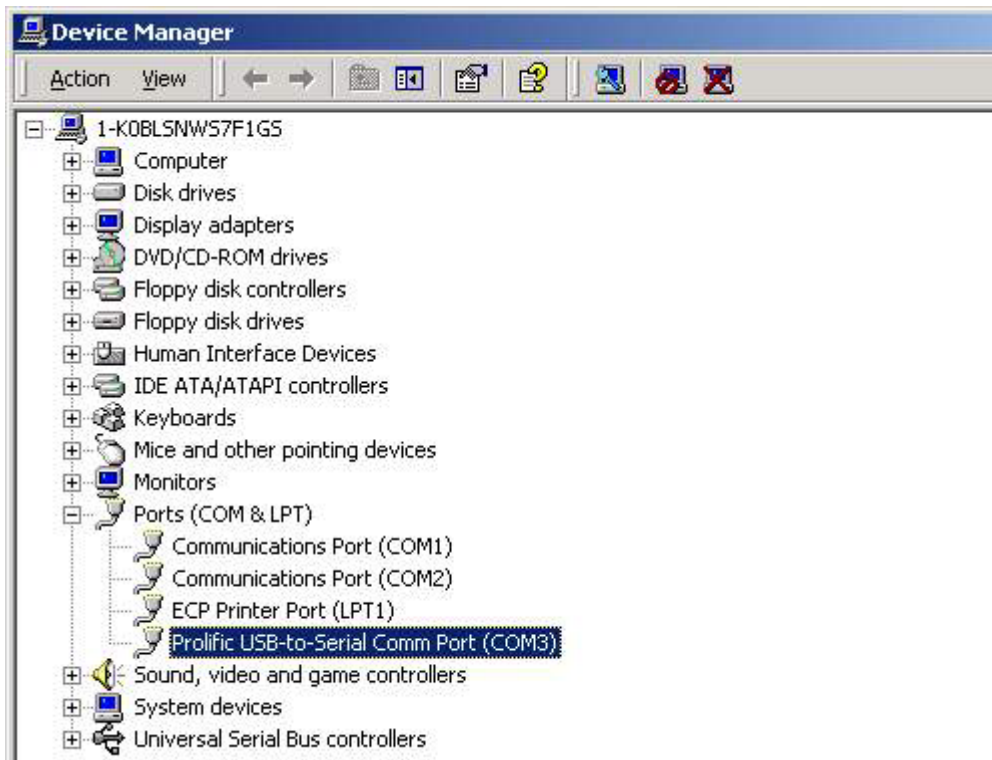 Device Manager
Action View
1-K0BLSNWS7F1GS
Computer
Disk drives
Display adapters
DVD/CD-ROM drives
Floppy disk controllers
Floppy disk drives
Human Interface Devices
IDE ATA/ATAPI controllers
Keyboards
Mice and other pointing devices
Monitors
Ports (COM & LPT)
Communications Port (COM1)
Communications Port (COM2)
ECP Printer Port (LPT1)
Prolific USB-to-Serial Comm Port (COM3)
Sound, video and game controllers
System devices
Universal Serial Bus controllers